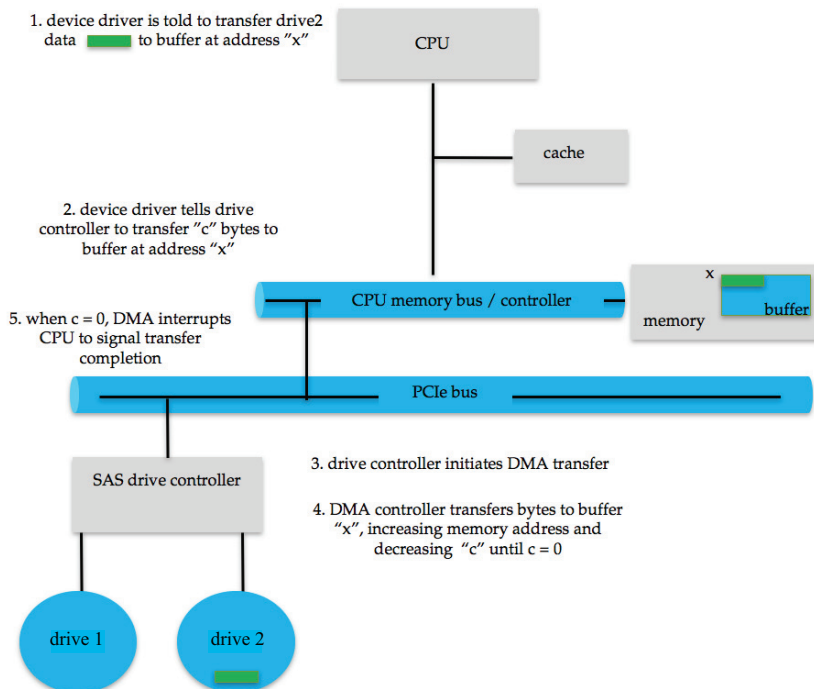 1. device driver is told to transfer drive2
data to buffer at address "x"
CPU
cache
2. device driver tells drive
controller to transfer "c" bytes to
buffer at address "x"
x
buffer
memory
CPU memory bus / controller
5. when c = 0, DMA interrupts
CPU to signal transfer
completion
PCIe bus
SAS drive controller
3. drive controller initiates DMA transfer
4. DMA controller transfers bytes to buffer
"x", increasing memory address and
decreasing "c" until c = 0
drive 1
drive 2